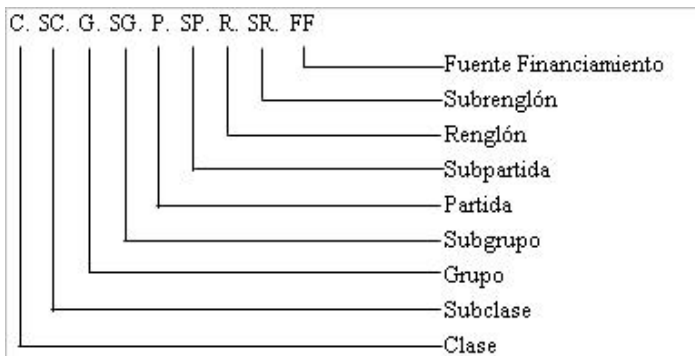 C. SC. G. SG. P. SP. R. SR. FF
Fuente Financiamiento
Subrenglón
Renglón
Subpartida
Partida
Subgrupo
Grupo
Subclase
Clase